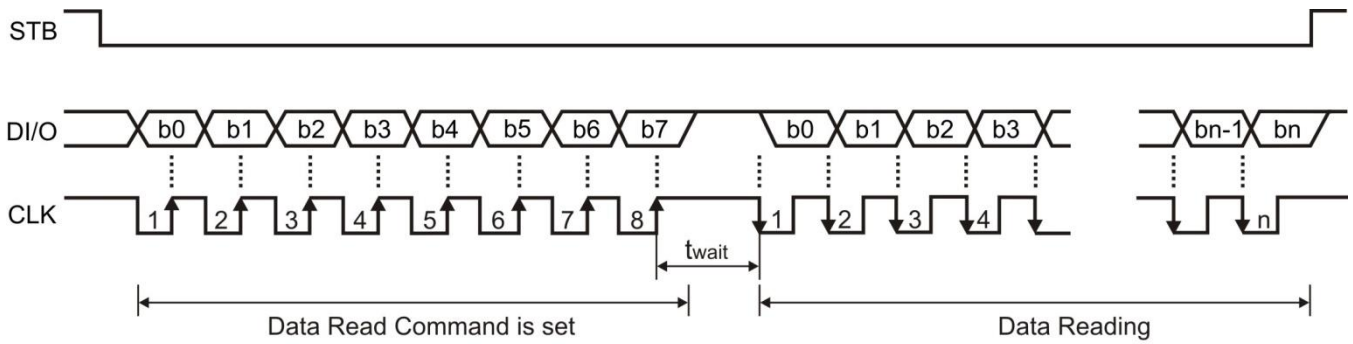 STB
DI/O b0 b1 b2 b3 b4 b5 b6 b7 b0 b1 b2 b3 bn-1 bn
CLK 1 2 3 4 5 6 7 8 1 2 3 4 n
twait
Data Read Command is set Data Reading